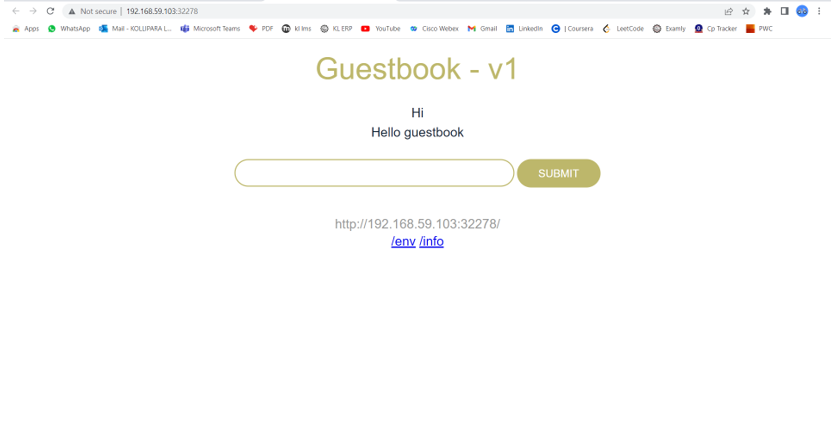 Not secure | 192.168.59.103:32278
Apps WhatsApp Mail - KOLLIPARA L... Microsoft Teams PDF kl lms KL ERP YouTube Cisco Webex Gmail LinkedIn | Coursera LeetCode Examly Cp Tracker PWC
Guestbook - v1
Hi
Hello guestbook
SUBMIT
http://192.168.59.103:32278/
/env /info